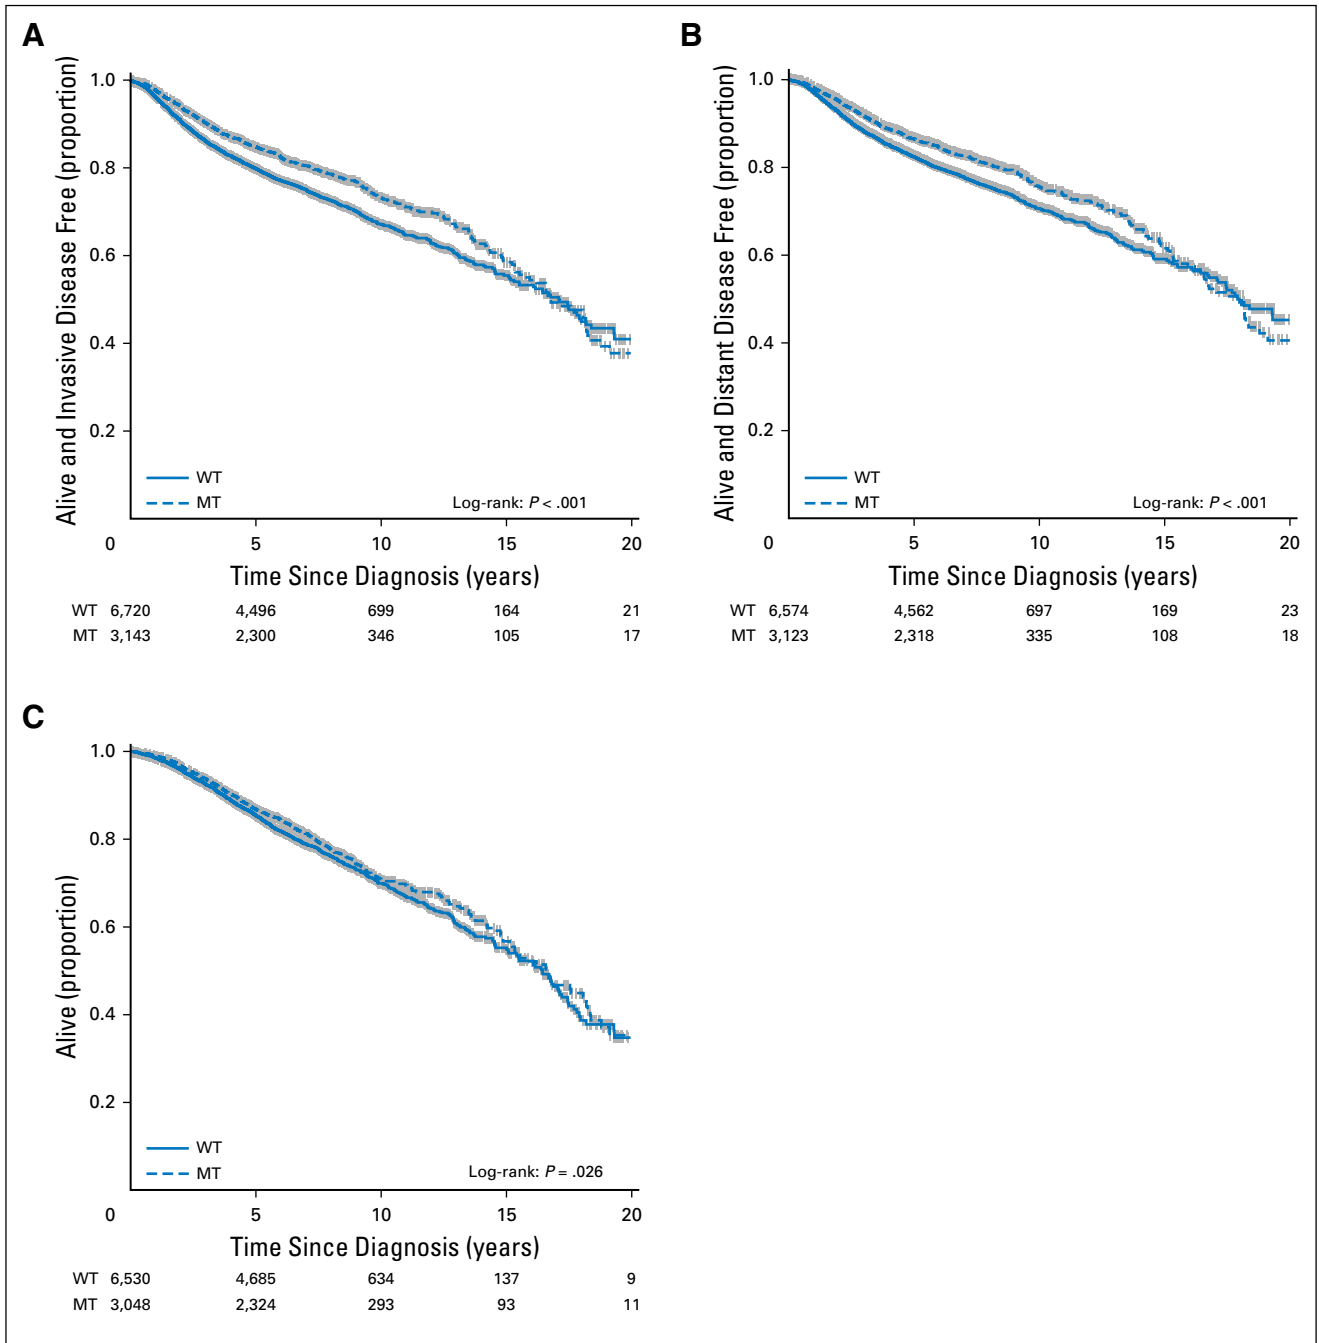 A
Alive and Invasive Disease Free (proportion)
1.0
0.8
0.6
0.4
0.2
WT
MT
Log-rank: P < .001
0 5 10 15 20
Time Since Diagnosis (years)
WT 6,720 4,496 699 164 21
MT 3,143 2,300 346 105 17
B
Alive and Distant Disease Free (proportion)
1.0
0.8
0.6
0.4
0.2
WT
MT
Log-rank: P < .001
0 5 10 15 20
Time Since Diagnosis (years)
WT 6,574 4,562 697 169 23
MT 3,123 2,318 335 108 18
C
Alive (proportion)
1.0
0.8
0.6
0.4
0.2
WT
MT
Log-rank: P = .026
0 5 10 15 20
Time Since Diagnosis (years)
WT 6,530 4,685 634 137 9
MT 3,048 2,324 293 93 11